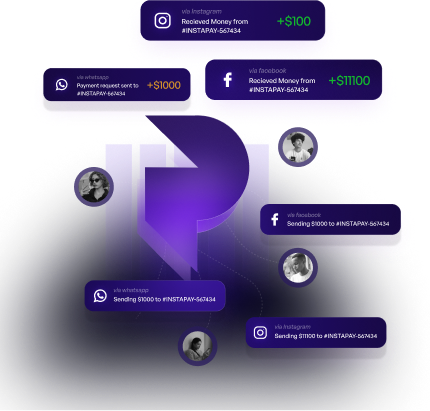 via Instagram
Recieved Money from
#INSTAPAY-567434
+$100
via facebook
Recieved Money from
#INSTAPAY-567434
+$11100
via whatsapp
Payment request sent to
#INSTAPAY-567434
+$1000
via facebook
Sending $1000 to #INSTAPAY-567434
via whatsapp
Sending $1000 to #INSTAPAY-567434
via Instagram
Sending $11100 to #INSTAPAY-567434